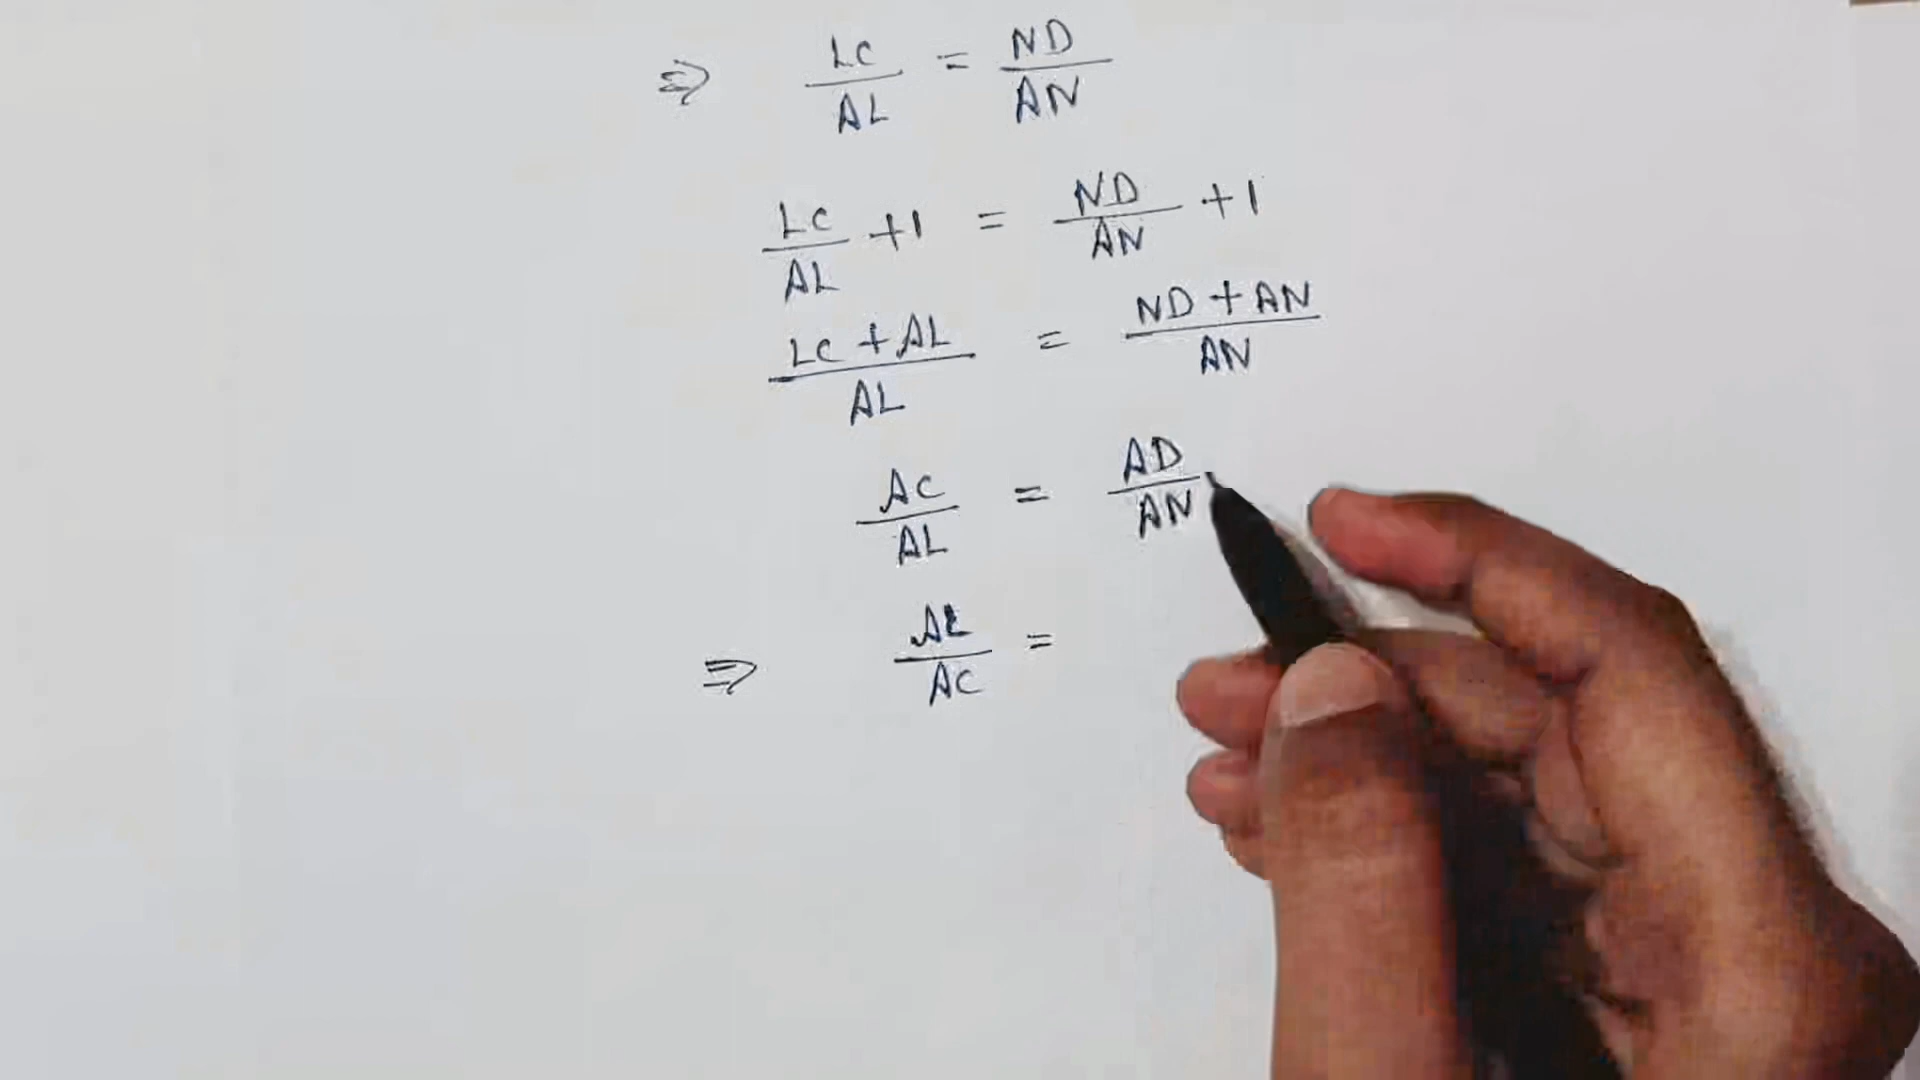 ⇒ LC/AL = ND/AN
LC/AL +1 = ND/AN +1
LC+AL/AL = ND+AN/AN
AC/AL = AD/AN
⇒ AL/AC =